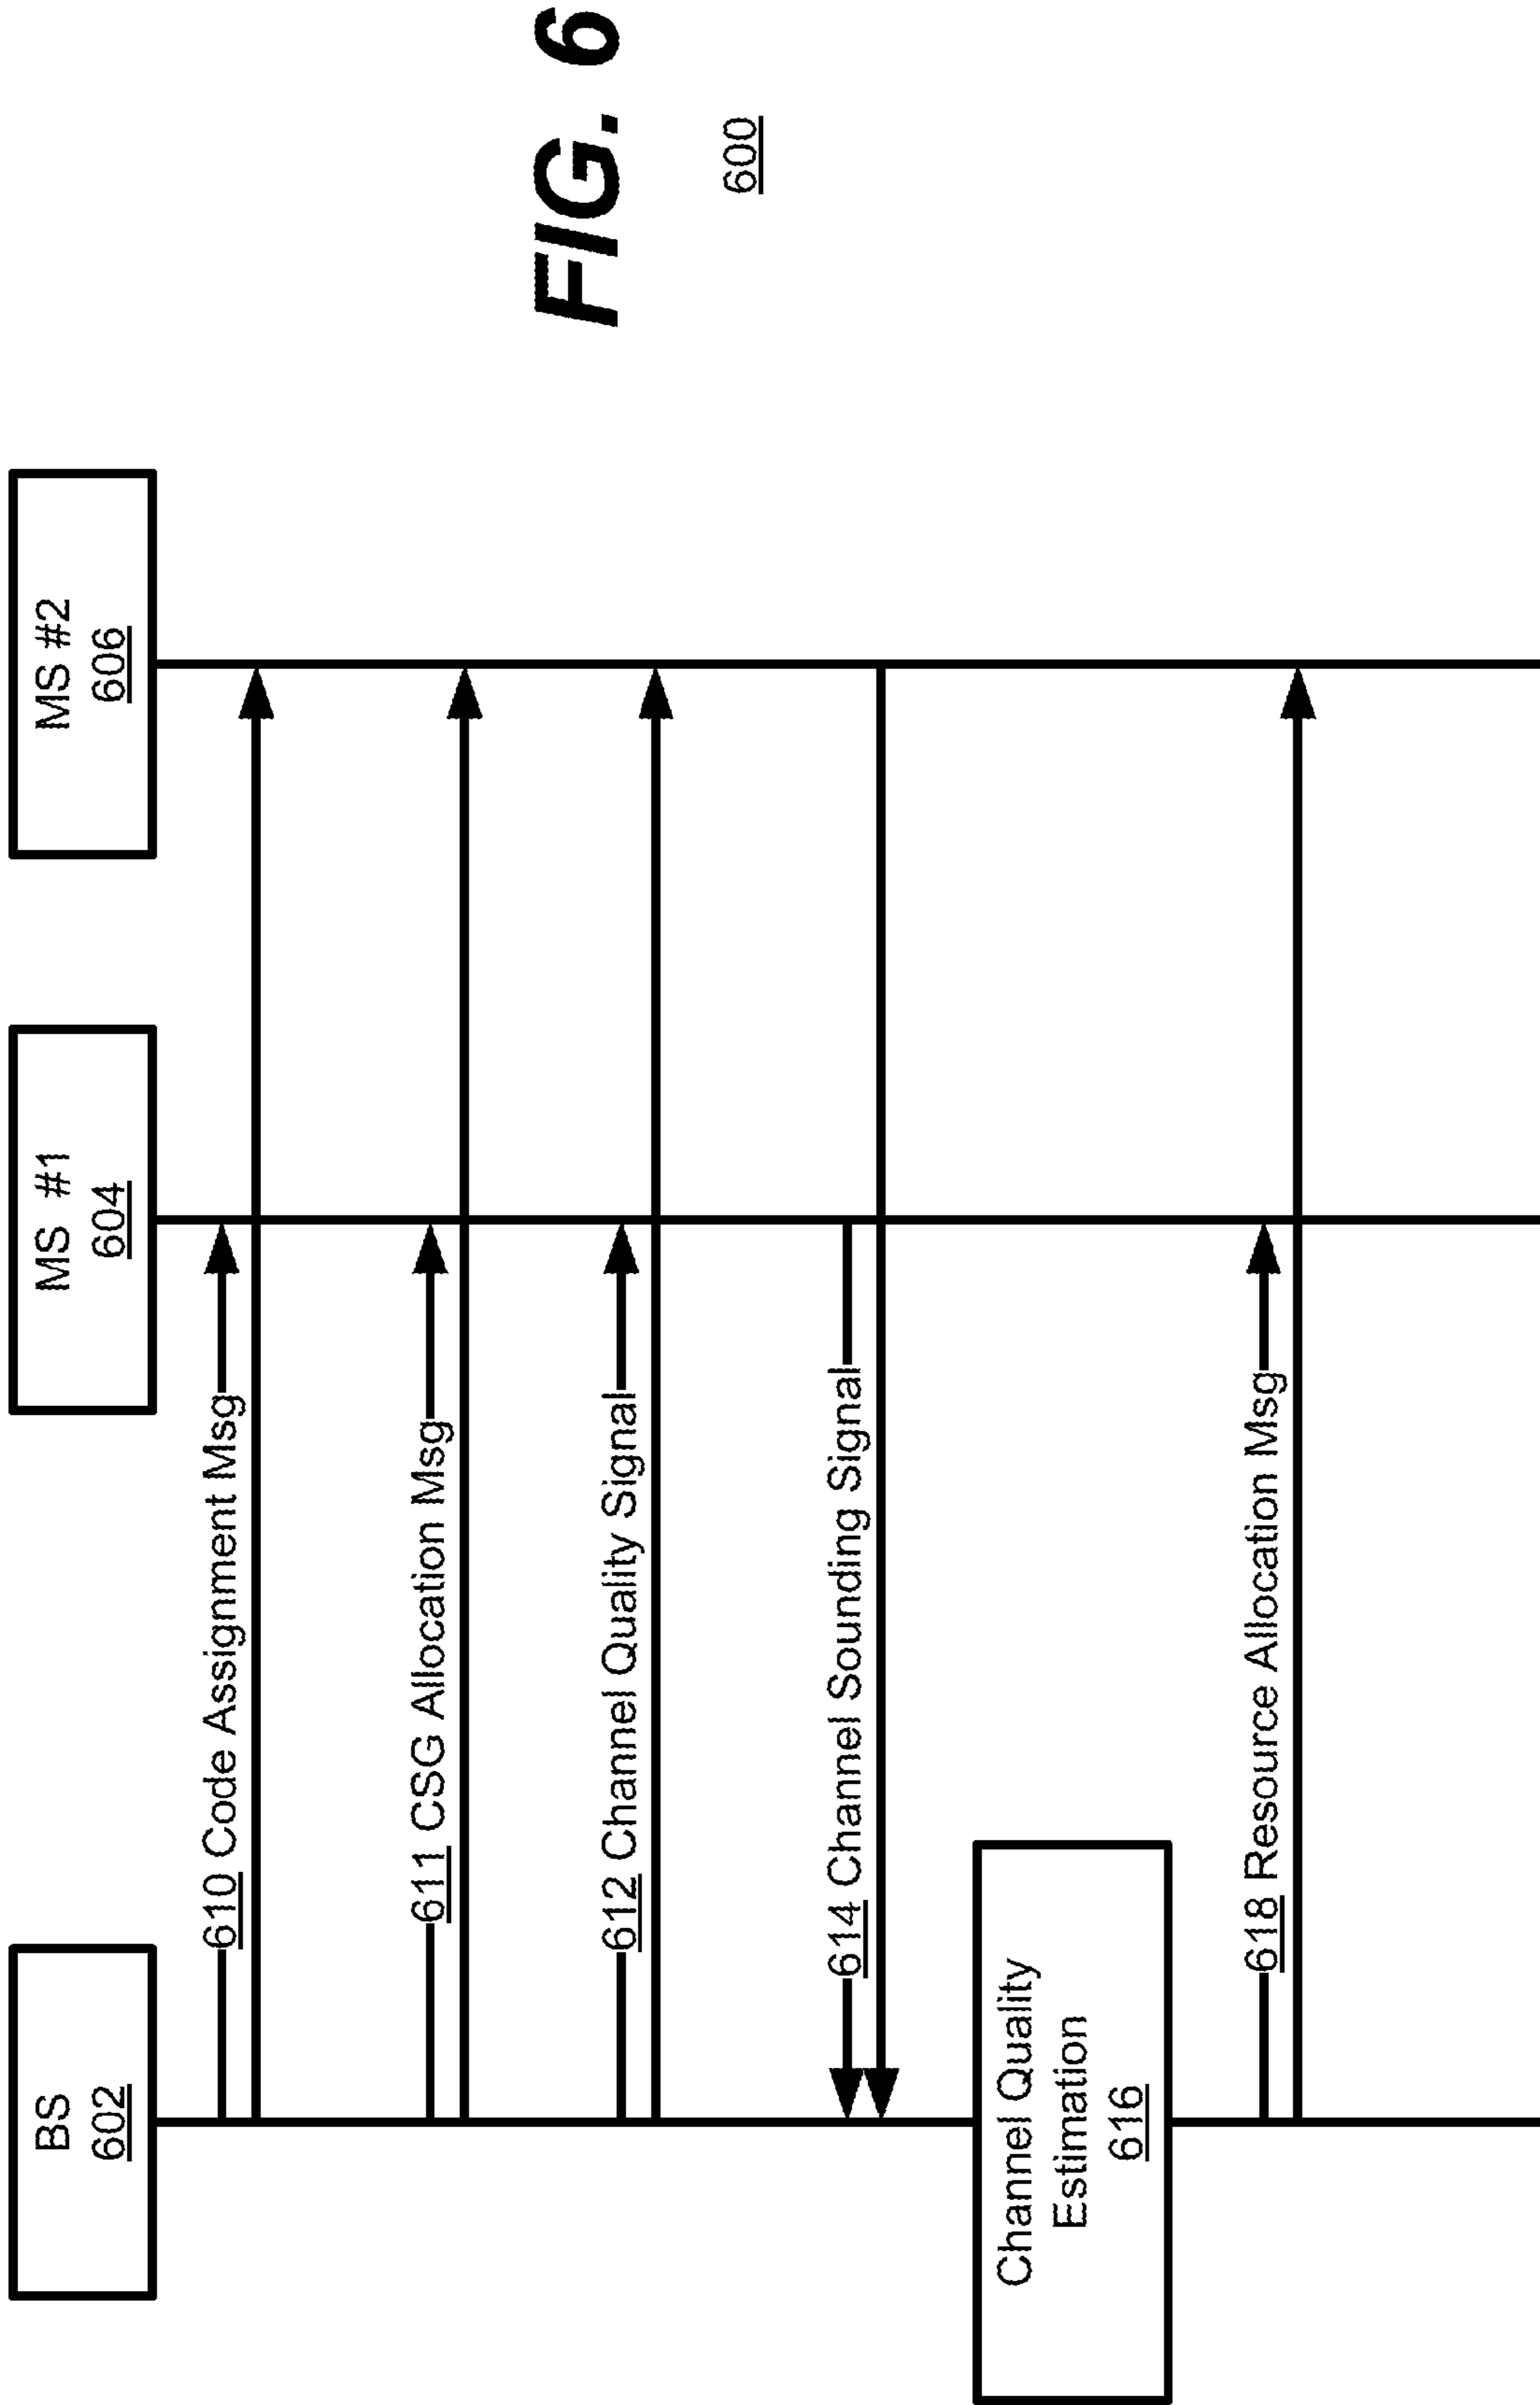 BS
602
MS #1
604
MS #2
606
610 Code Assignment Msg
611 CSG Allocation Msg
612 Channel Quality Signal
614 Channel Sounding Signal
Channel Quality
Estimation
616
618 Resource Allocation Msg
FIG. 6
600